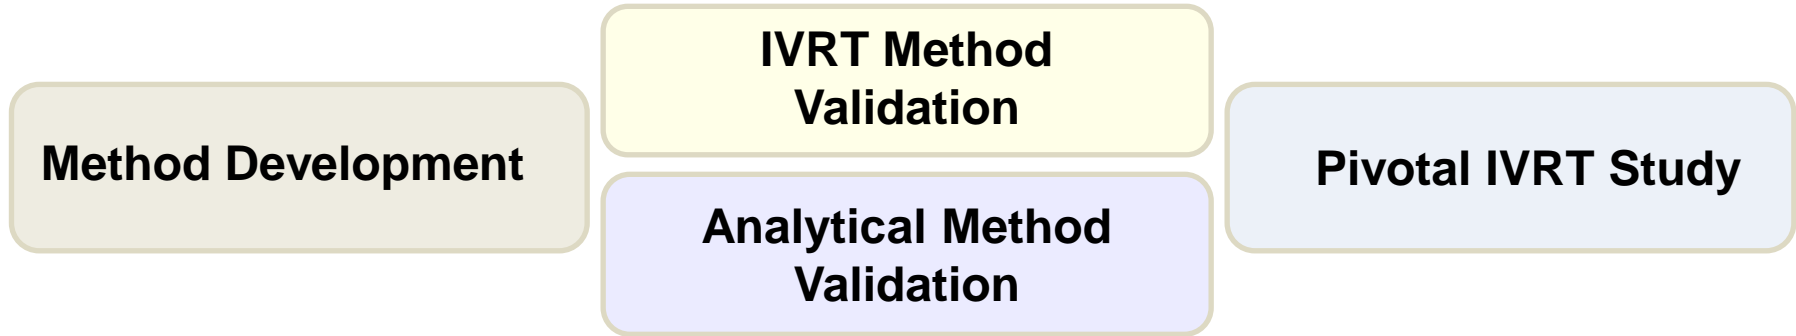 Method Development
IVRT Method
Validation
Analytical Method
Validation
Pivotal IVRT Study